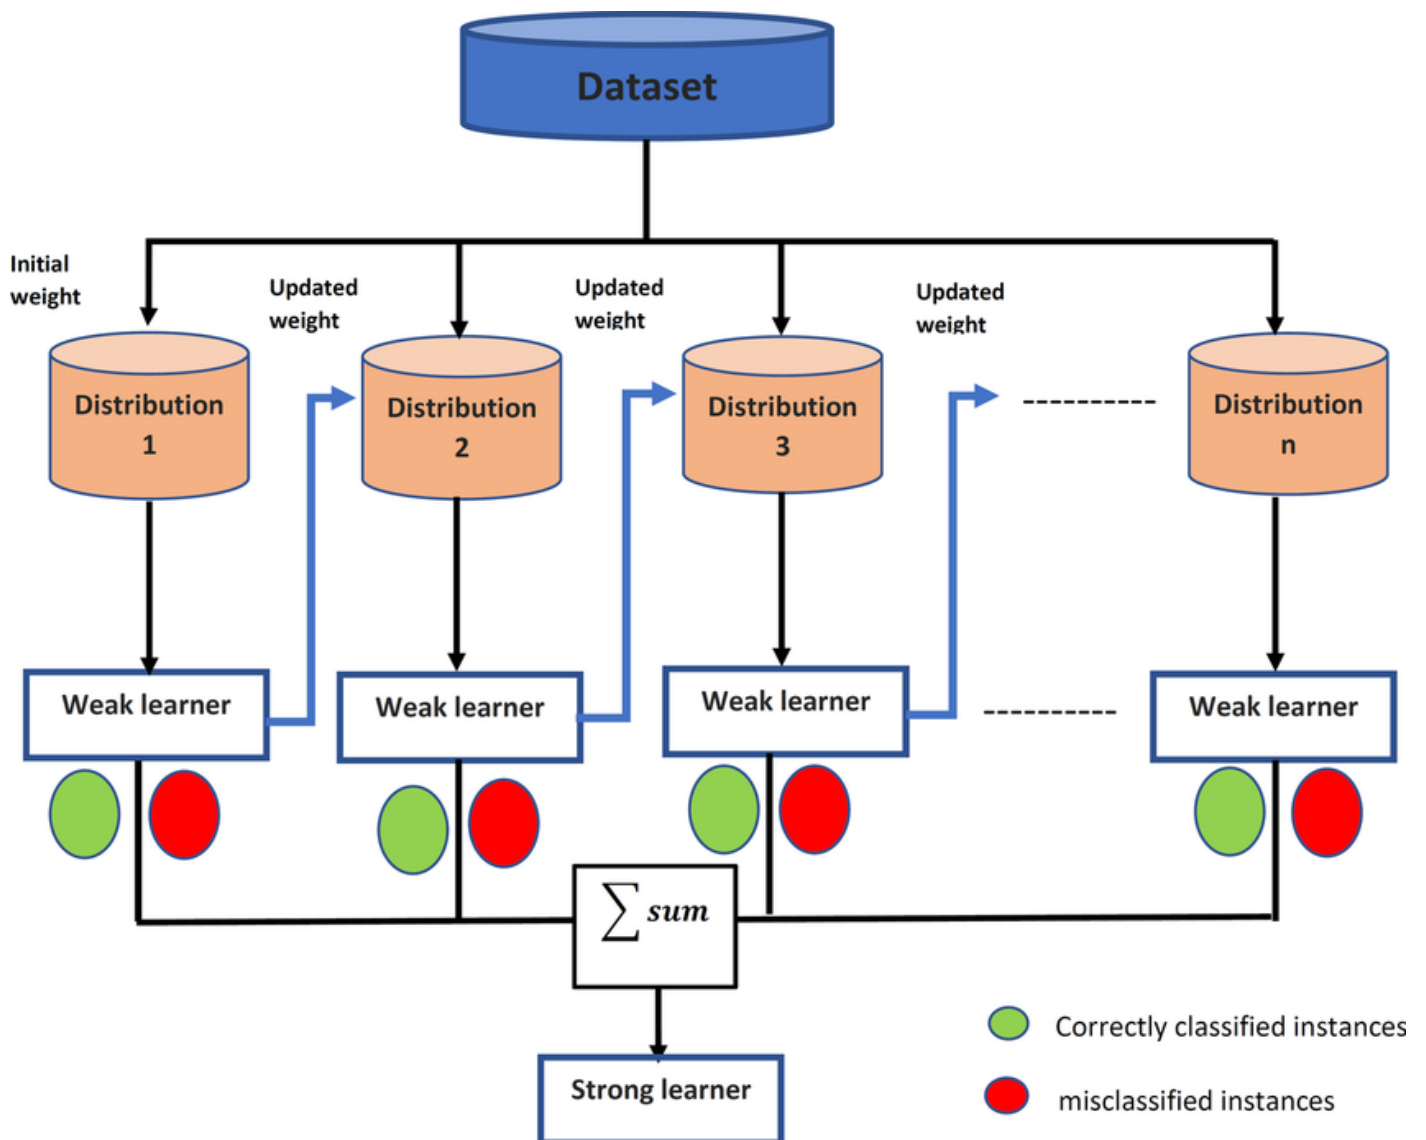 Dataset
Initial
weight
Updated
weight
Updated
weight
Updated
weight
Distribution
1
Distribution
2
Distribution
3
----------
Distribution
n
Weak learner
Weak learner
Weak learner
----------
Weak learner
∑ sum
Strong learner
Correctly classified instances
misclassified instances